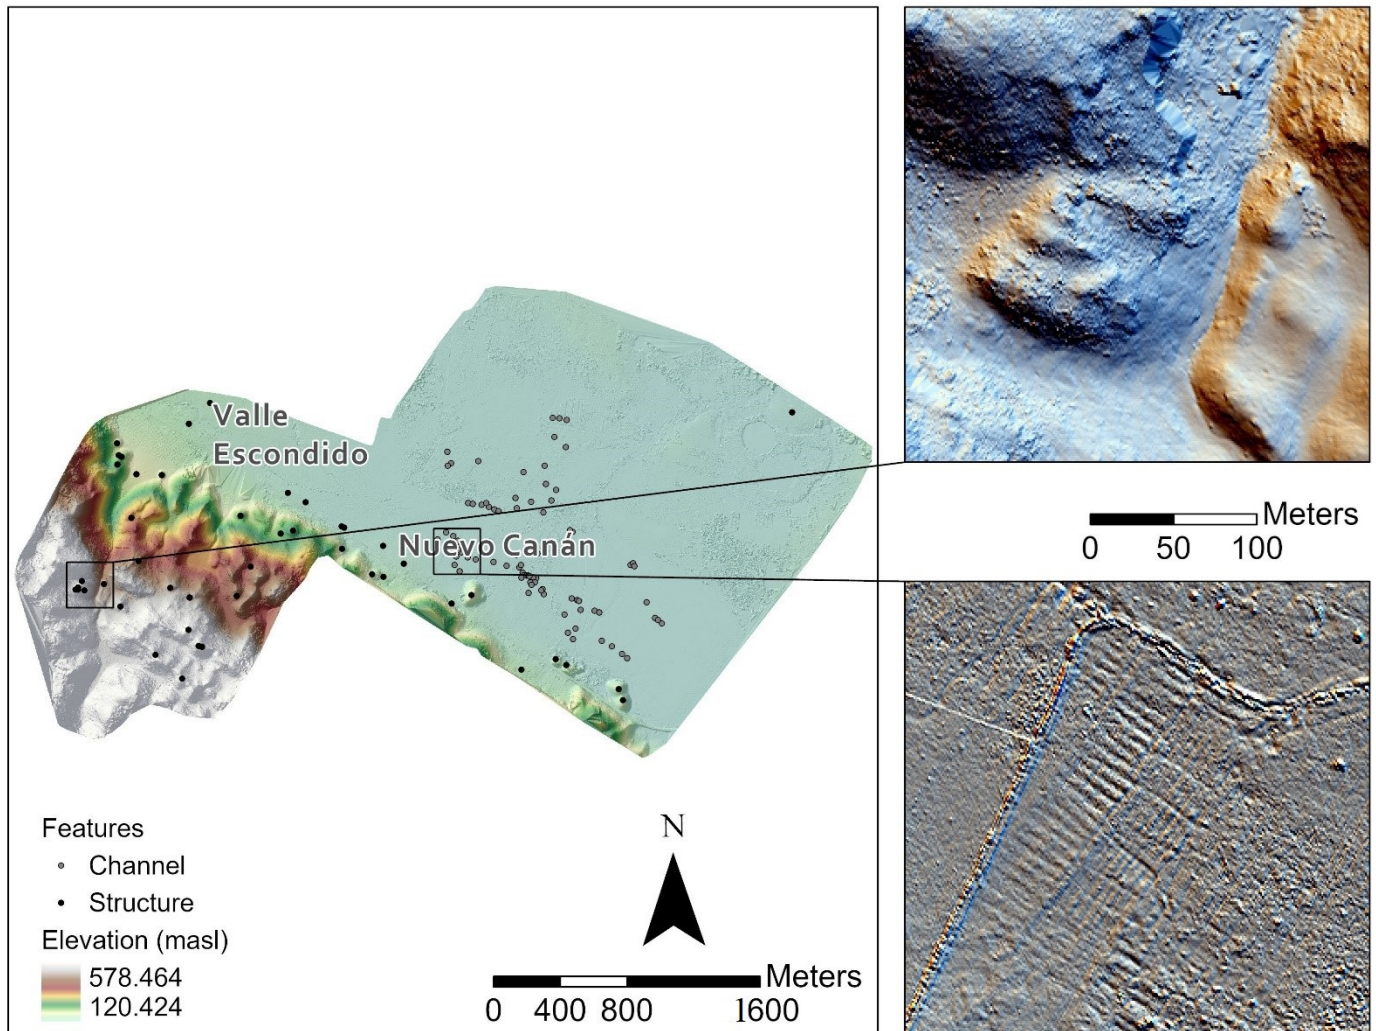 Valle
Escondido
Nuevo Canán
Features
Channel
Structure
Elevation (masl)
578.464
120.424
N
Meters
0 400 800 1600
Meters
0 50 100